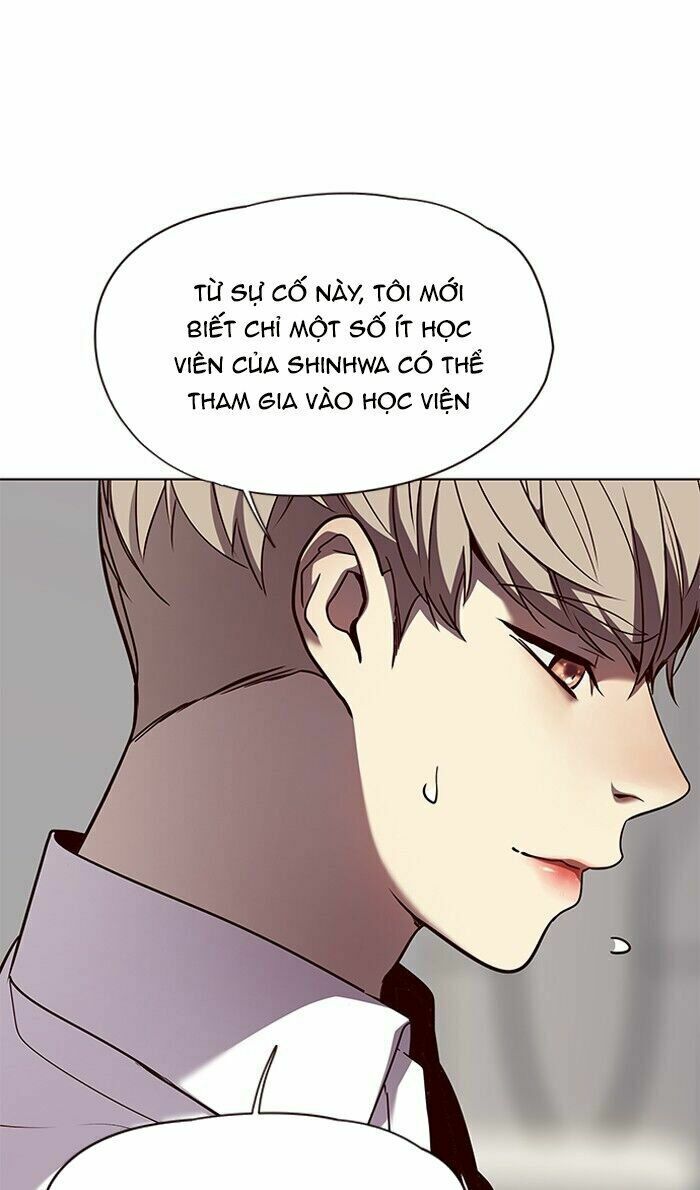 TỪ SỰ CỐ NÀY, TÔI MỚI
BIẾT CHỈ MỘT SỐ ÍT HỌC
VIÊN CỦA SHINHWA CÓ THỂ
THAM GIA VÀO HỌC VIỆN